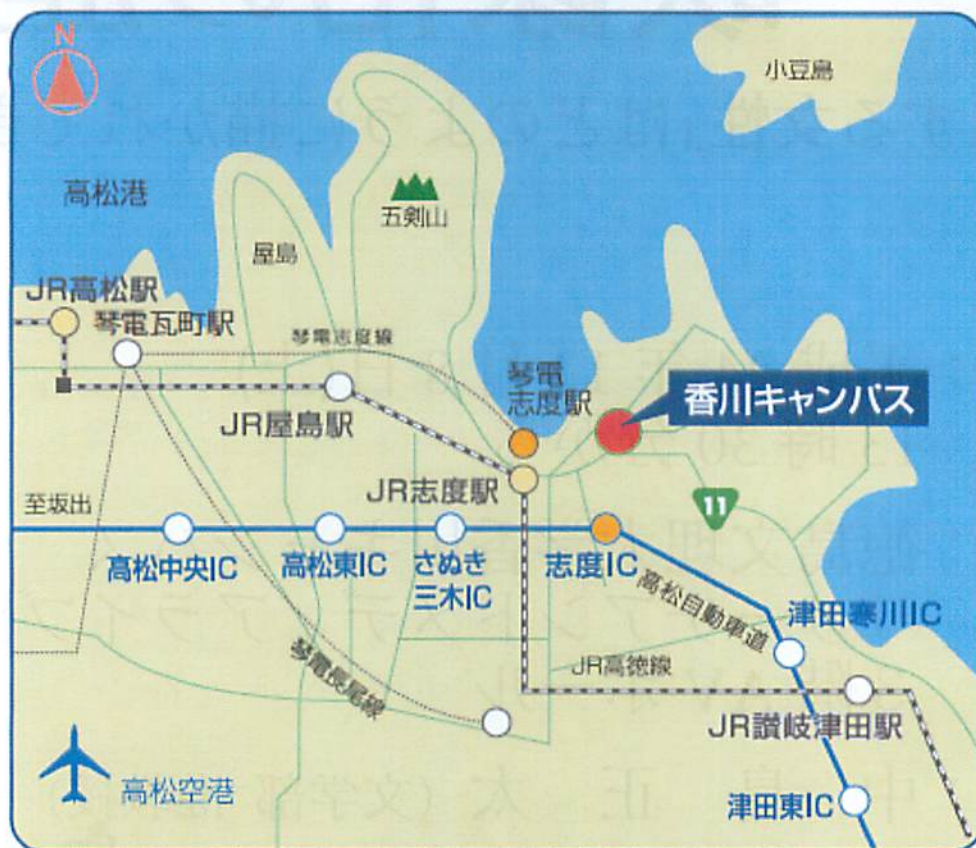 N
小豆島
高松港
五剣山
屋島
JR高松駅
琴電瓦町駅
琴電志度線
琴電
志度駅
香川キャンパス
JR屋島駅
JR志度駅
11
至坂出
高松中央IC
高松東IC
さぬき
三木IC
志度IC
高松自動車道
津田寒川IC
琴電長尾線
JR高徳線
JR讃岐津田駅
高松空港
津田東IC